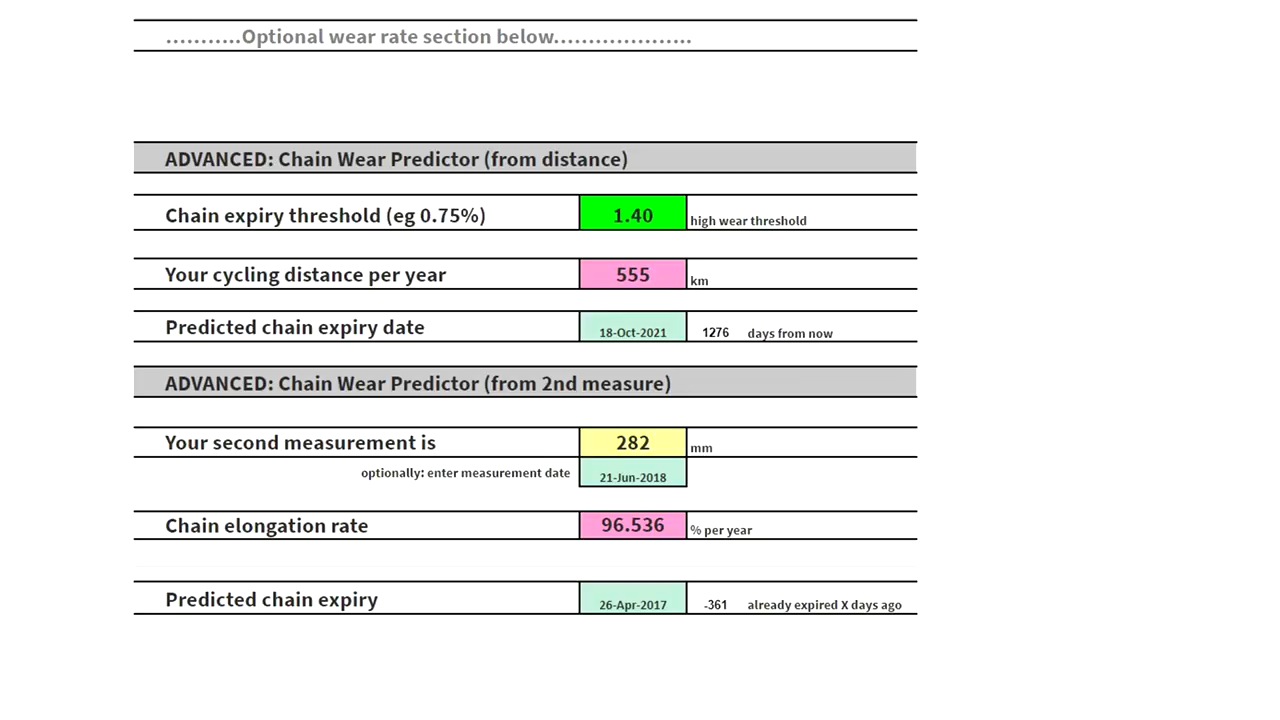 ...........Optional wear rate section below....................
ADVANCED: Chain Wear Predictor (from distance)
Chain expiry threshold (eg 0.75%) 1.40 high wear threshold
Your cycling distance per year 555 km
Predicted chain expiry date 18-Oct-2021 1276 days from now
ADVANCED: Chain Wear Predictor (from 2nd measure)
Your second measurement is 282 mm
optionally: enter measurement date 21-Jun-2018
Chain elongation rate 96.536 % per year
Predicted chain expiry 26-Apr-2017 -361 already expired X days ago